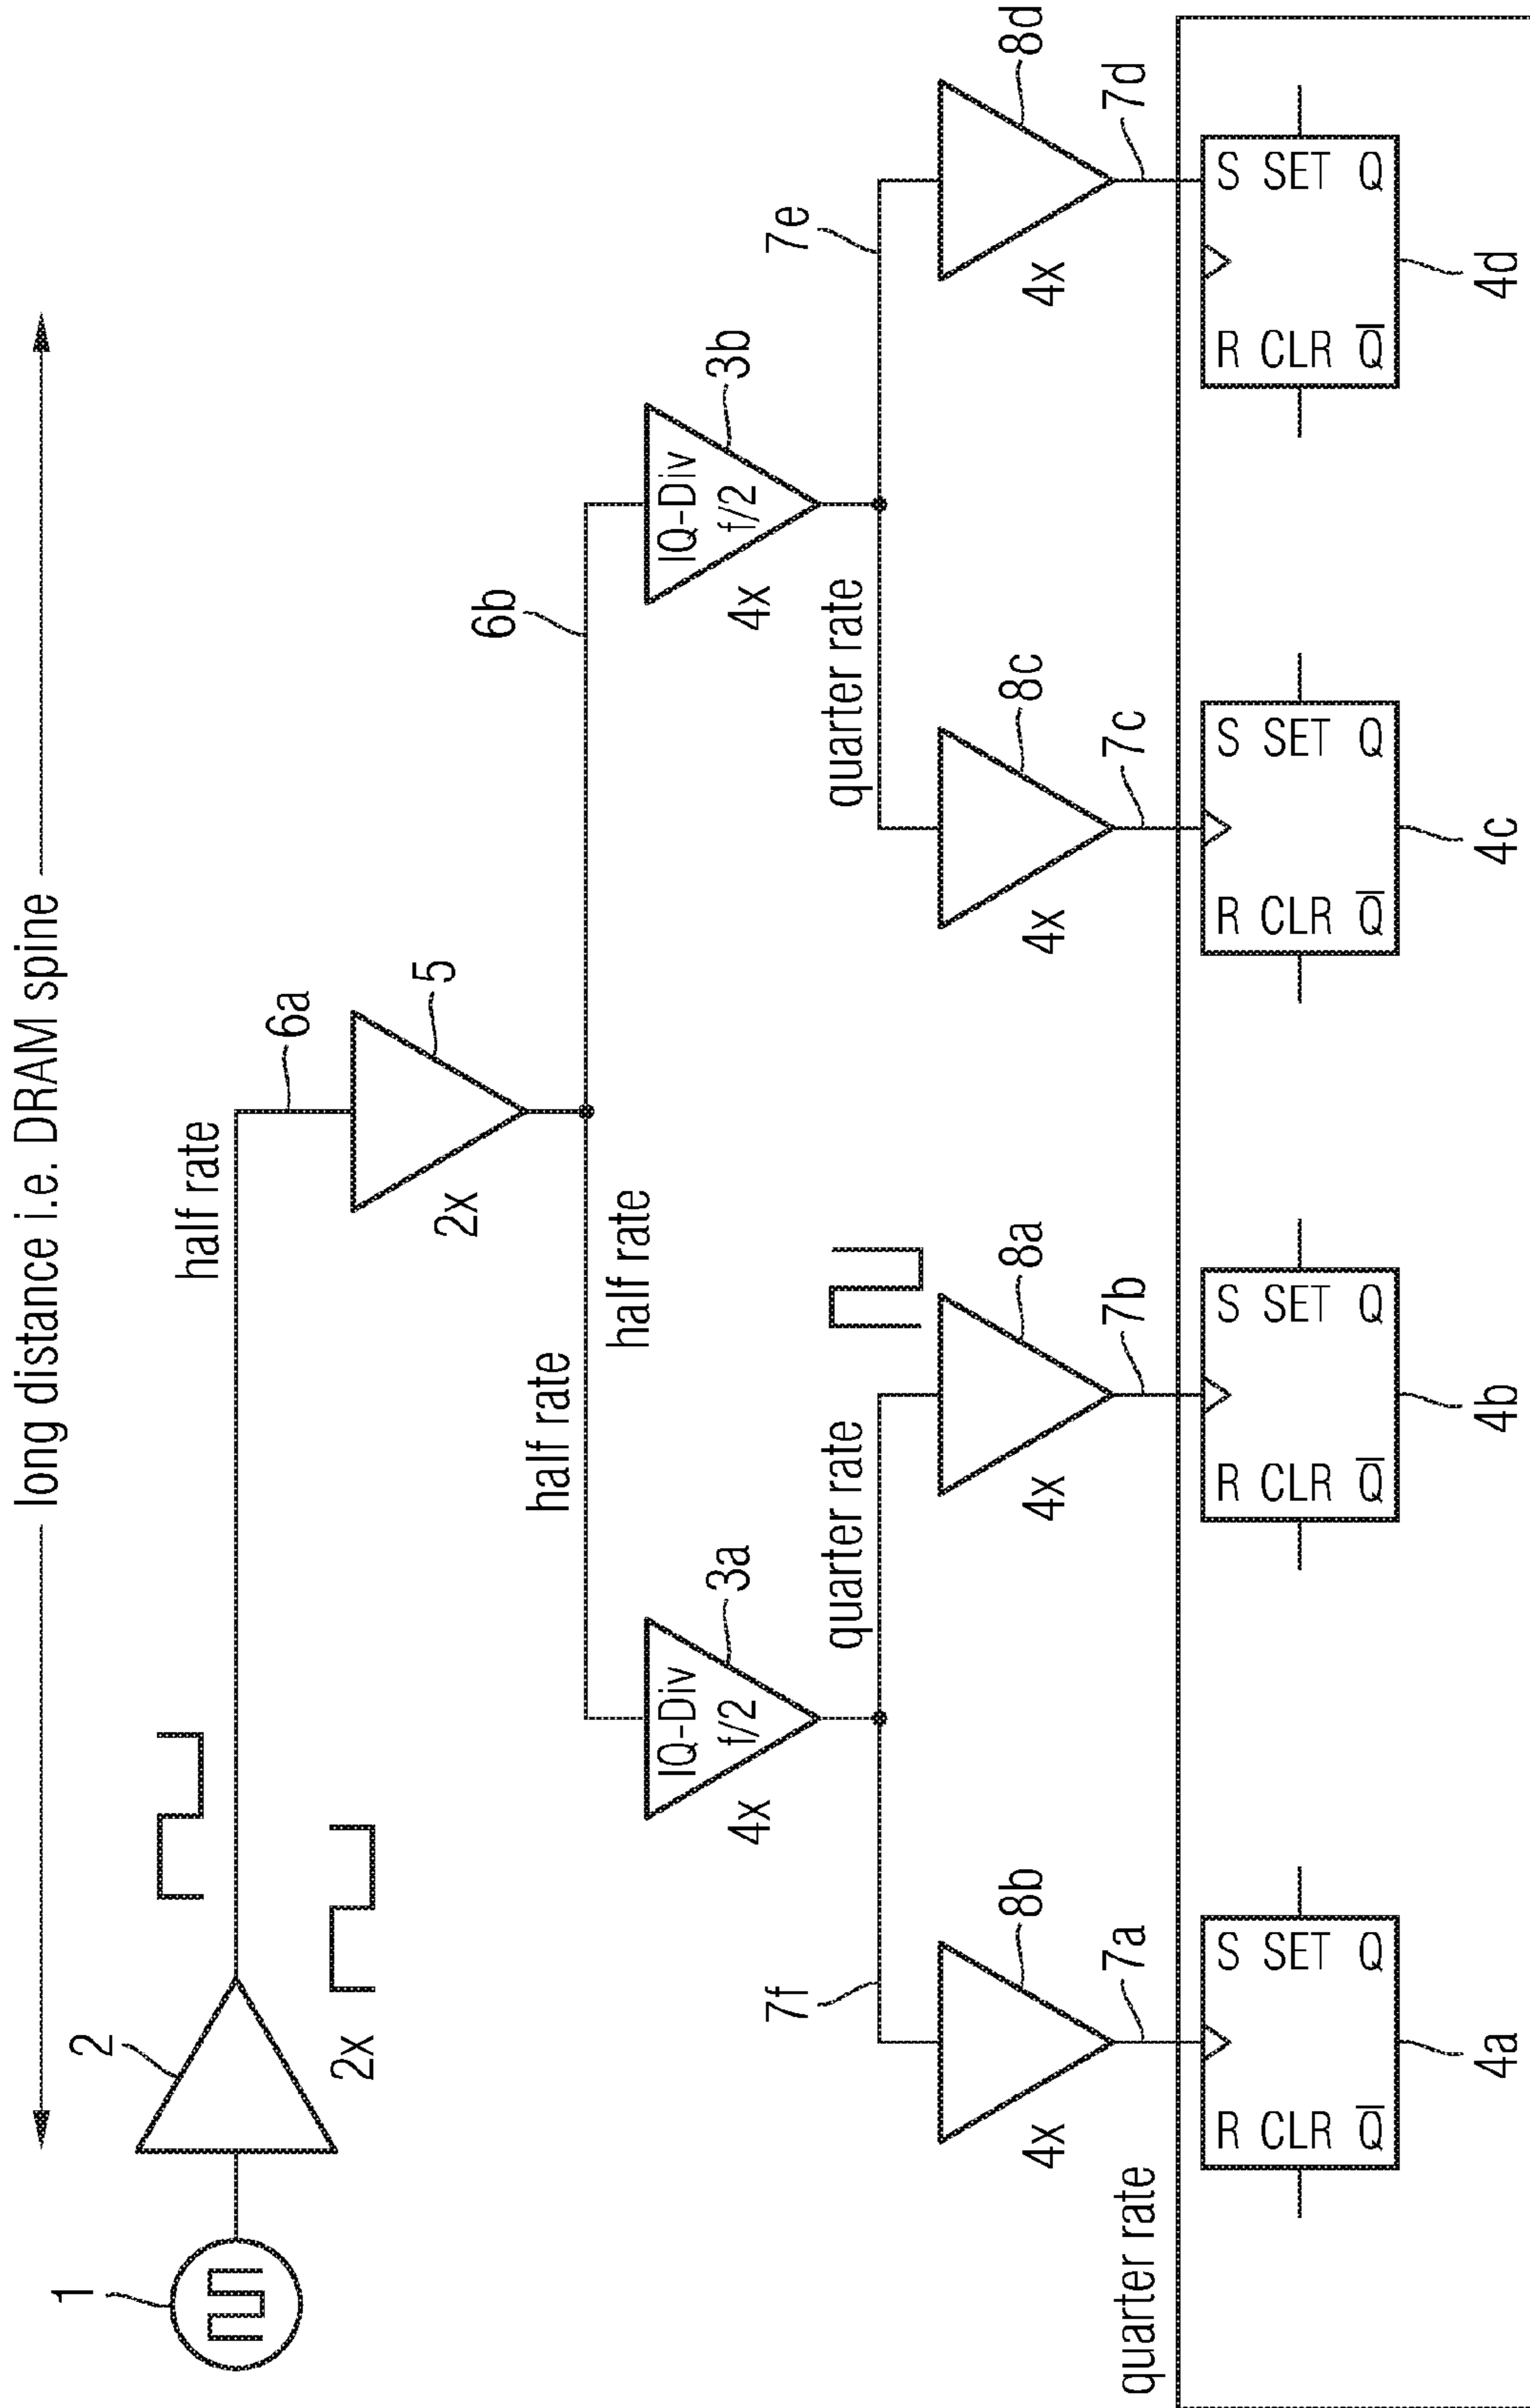 long distance i.e. DRAM spine
1
2
2x
half rate
6a
5
2x
half rate
half rate
6b
IQ-Div
f/2
3a
4x
IQ-Div
f/2
3b
4x
7f
quarter rate
quarter rate
7e
8b
4x
8a
4x
8c
4x
8d
4x
quarter rate
7a
7b
7c
7d
S SET Q
R CLR Q̅
4a
S SET Q
R CLR Q̅
4b
S SET Q
R CLR Q̅
4c
S SET Q
R CLR Q̅
4d